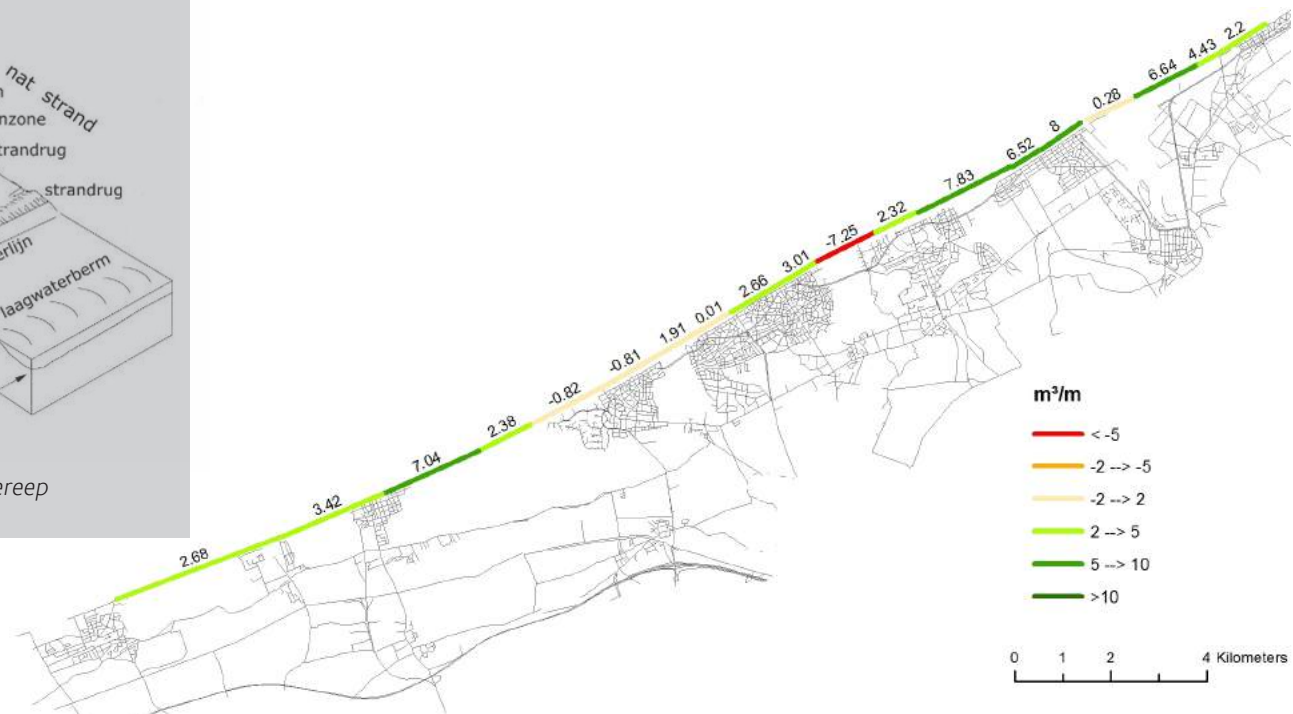 nat strand
nzone
trandrug
strandrug
erlijn
laagwaterberm
ereep
2.68
3.42
7.04
2.38
-0.82
-0.81
1.91
0.01
2.66
3.01
-7.25
2.32
7.83
6.52
8
0.28
6.64
4.43
2.2
m³/m
< -5
-2 --> -5
-2 --> 2
2 --> 5
5 --> 10
>10
0 1 2 4 Kilometers